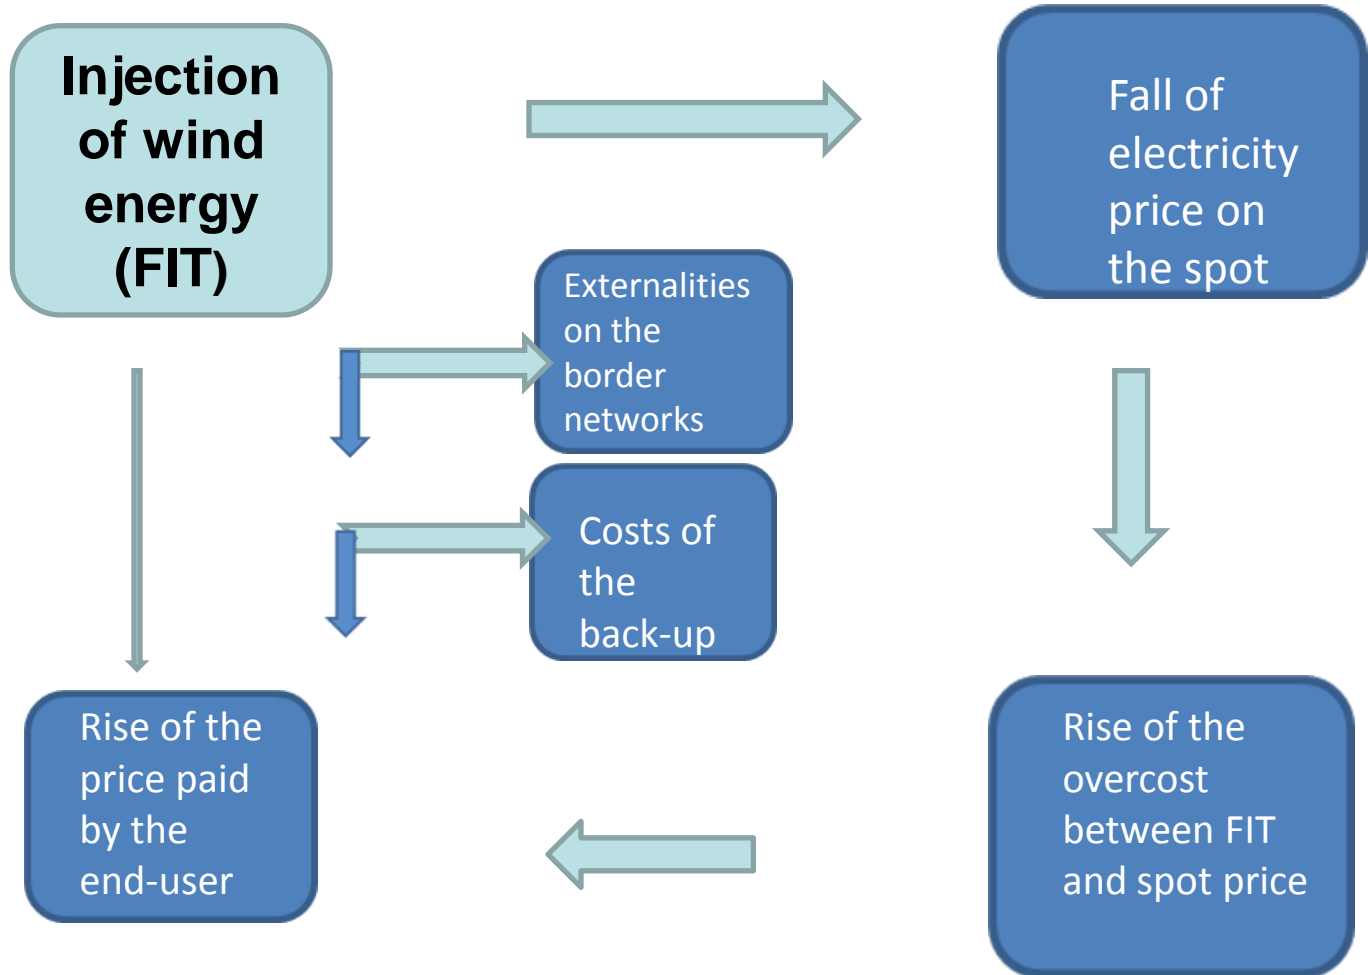 Injection
of wind
energy
(FIT)
Fall of
electricity
price on
the spot
Externalities
on the
border
networks
Costs of
the
back-up
Rise of the
price paid
by the
end-user
Rise of the
overcost
between FIT
and spot price